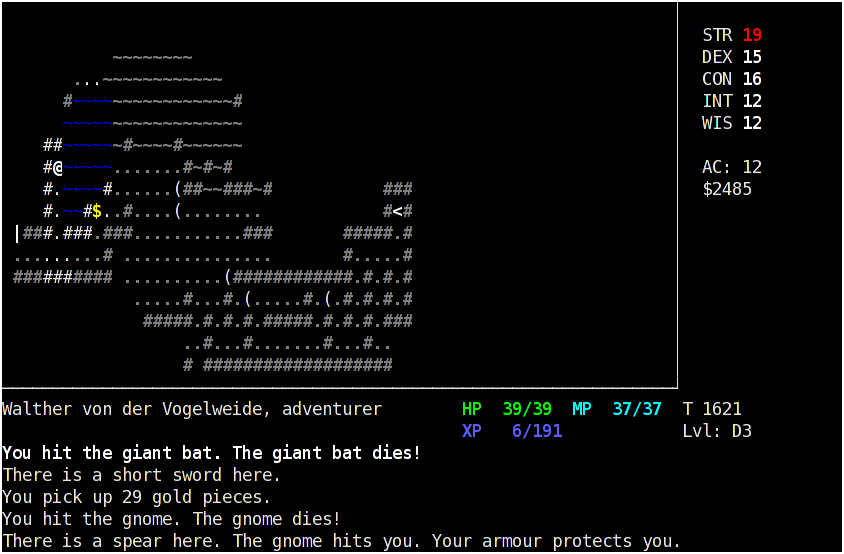 STR 19
~~~~~~~~ DEX 15
...~~~~~~~~~~~~ CON 16
#~~~~~~~~~~~~~~~~# INT 12
~~~~~~~~~~~~~~~~~~ WIS 12
##~~~~~~#~~~~#~~~~~~
#@~~~~~.......#~#~# AC: 12
#.~~~~#......(##~~###~# ### $2485
#.~~#$..#....(........ #<#
|###.###.###...........### #####.#
.........# ............... #.....#
########## ..........(############.#.#.#
.....#...#.(.....#.(.#.#.#.#
#####.#.#.#.#####.#.#.#.###
..#...#.......#...#..
# ###################
Walther von der Vogelweide, adventurer HP 39/39 MP 37/37 T 1621
XP 6/191 Lvl: D3
You hit the giant bat. The giant bat dies!
There is a short sword here.
You pick up 29 gold pieces.
You hit the gnome. The gnome dies!
There is a spear here. The gnome hits you. Your armour protects you.